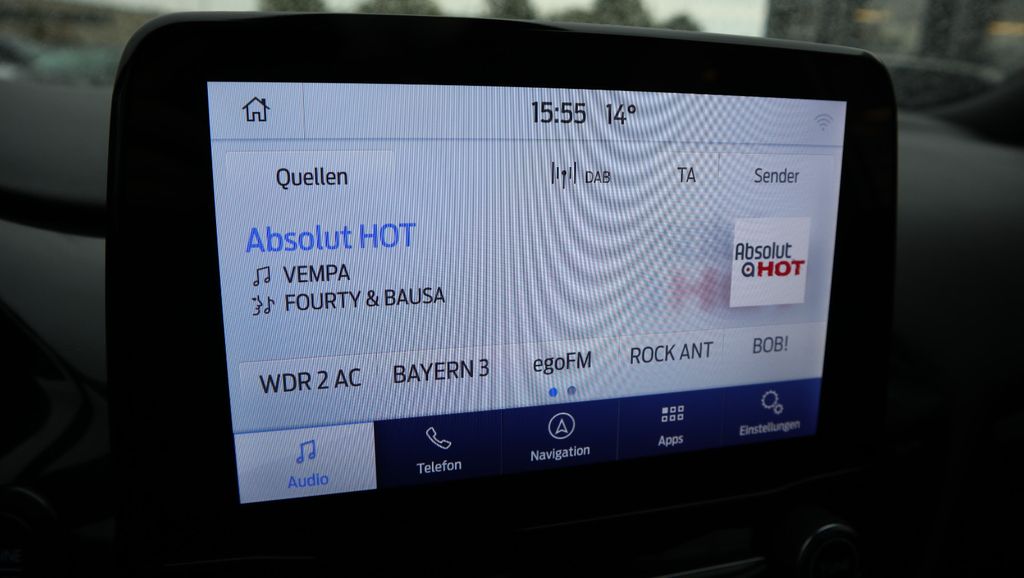 15:55 14°
Quellen DAB TA Sender
Absolut HOT
VEMPA
FOURTY & BAUSA
Absolut
HOT
WDR 2 AC BAYERN 3 egoFM ROCK ANT BOB!
Audio Telefon Navigation Apps Einstellungen